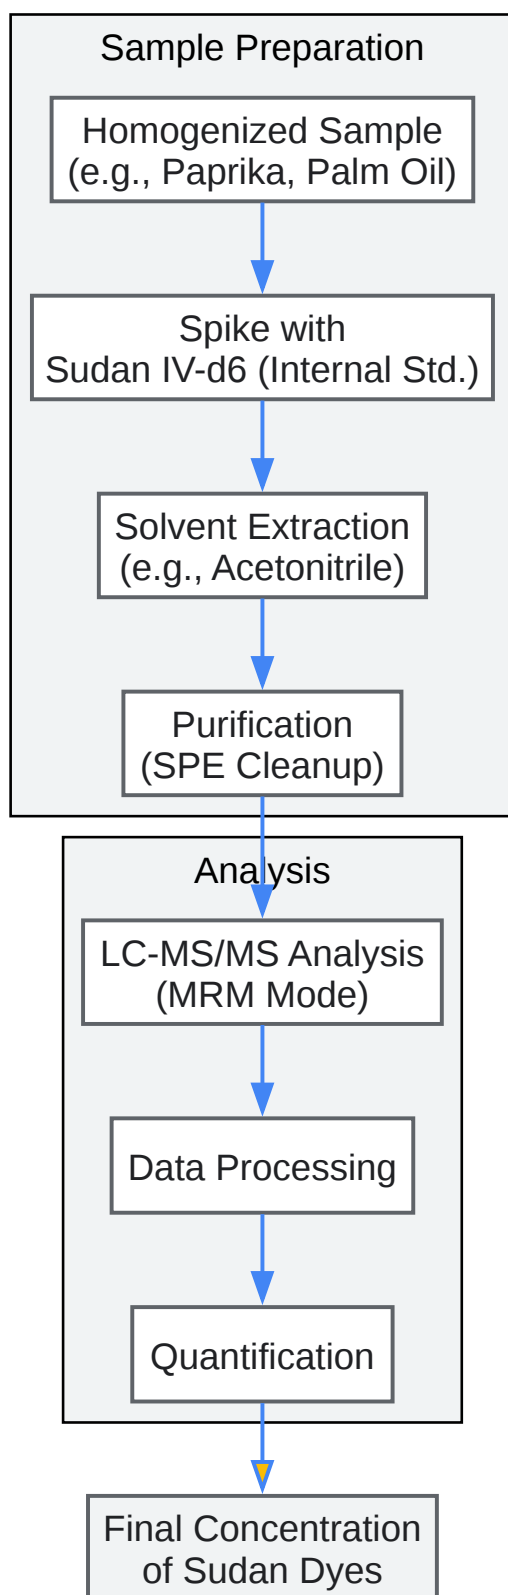 Sample Preparation
Homogenized Sample
(e.g., Paprika, Palm Oil)
Spike with
Sudan IV-d6 (Internal Std.)
Solvent Extraction
(e.g., Acetonitrile)
Purification
(SPE Cleanup)
Analysis
LC-MS/MS Analysis
(MRM Mode)
Data Processing
Quantification
Final Concentration
of Sudan Dyes